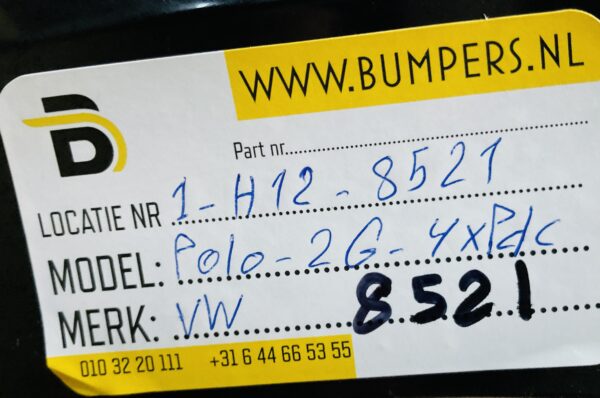 WWW.BUMPERS.NL
Part nr.
LOCATIE NR 1-H12-8521
MODEL: Polo-2G-4xPdc
MERK: VW 8521
010 32 20 111 +31 6 44 66 53 55